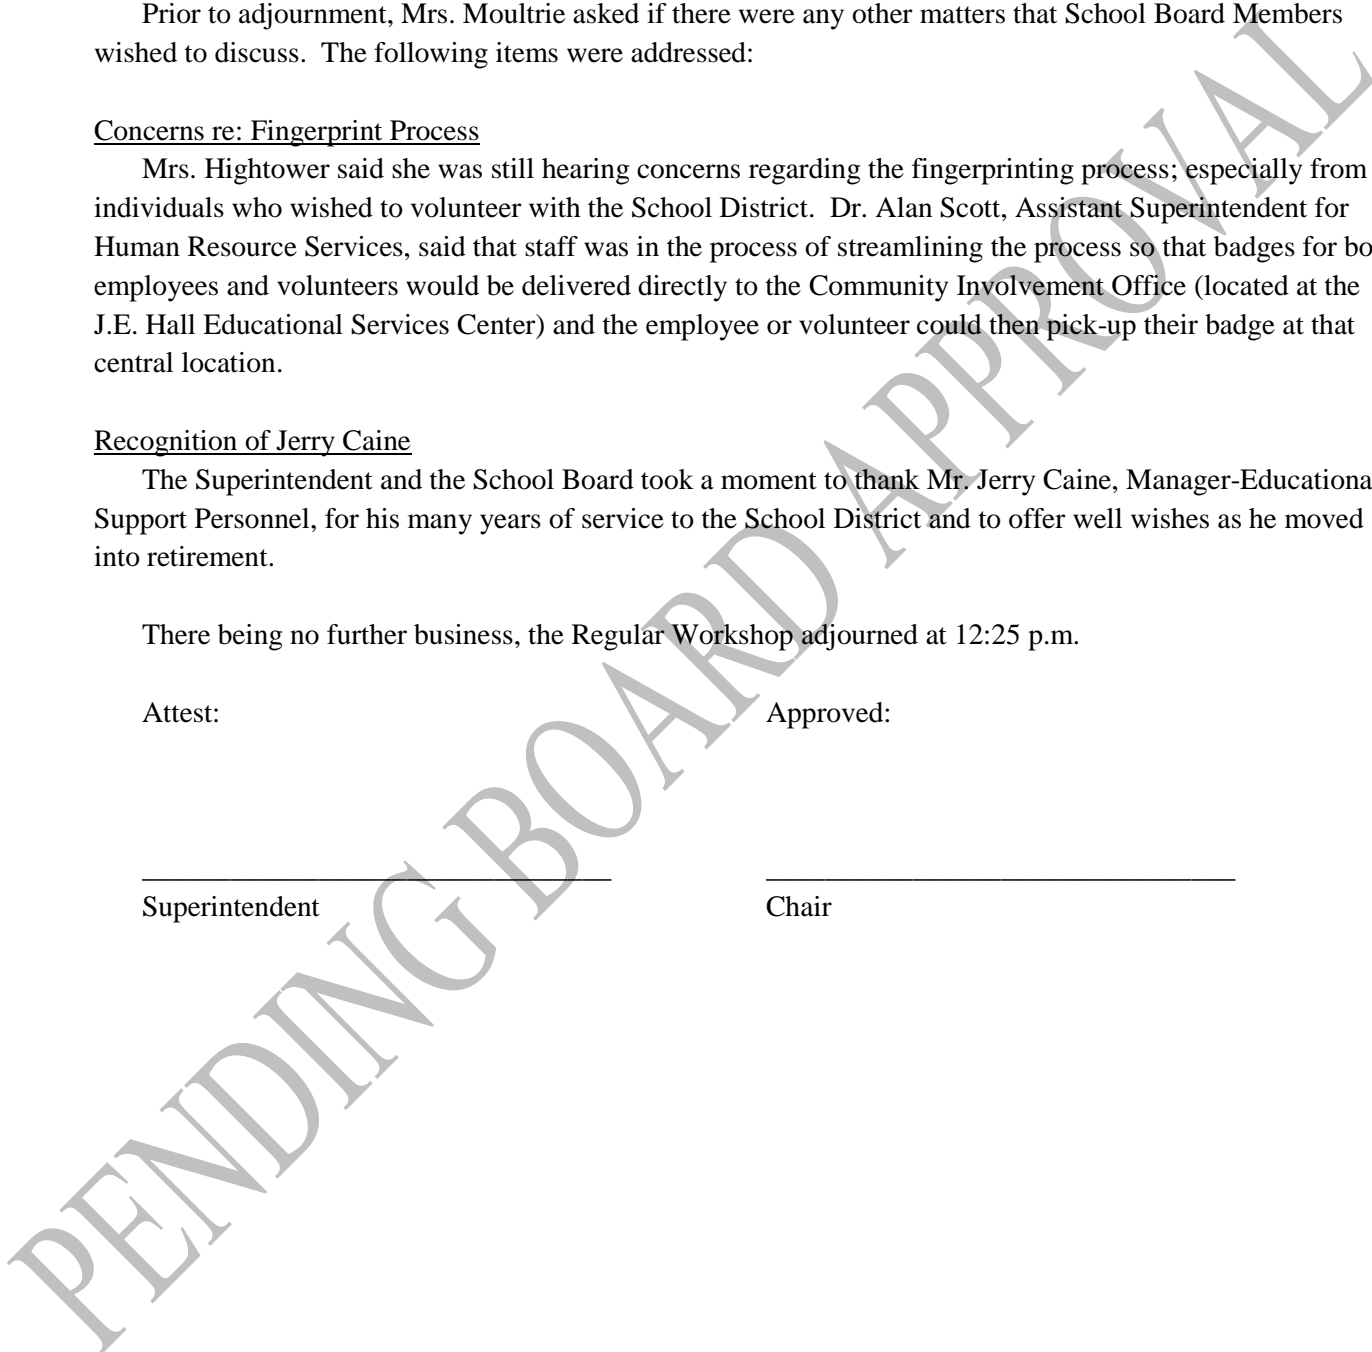 Prior to adjournment, Mrs. Moultrie asked if there were any other matters that School Board Members
wished to discuss.  The following items were addressed:
Concerns re: Fingerprint Process
Mrs. Hightower said she was still hearing concerns regarding the fingerprinting process; especially from
individuals who wished to volunteer with the School District.  Dr. Alan Scott, Assistant Superintendent for
Human Resource Services, said that staff was in the process of streamlining the process so that badges for bo
employees and volunteers would be delivered directly to the Community Involvement Office (located at the
J.E. Hall Educational Services Center) and the employee or volunteer could then pick-up their badge at that
central location.
Recognition of Jerry Caine
The Superintendent and the School Board took a moment to thank Mr. Jerry Caine, Manager-Educationa
Support Personnel, for his many years of service to the School District and to offer well wishes as he moved
into retirement.
There being no further business, the Regular Workshop adjourned at 12:25 p.m.
Attest: Approved:
Superintendent Chair
PENDING BOARD APPROVAL